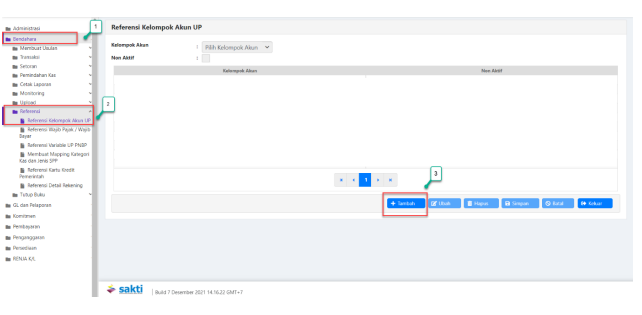 Administrasi
1
Referensi Kelompok Akun UP
Bendahara
Membuat Usulan
Transaksi
Setoran
Pemindahan Kas
Cetak Laporan
Monitoring
Upload
2
Referensi
Referensi Kelompok Akun UP
Referensi Wajib Pajak / Wajib
Bayar
Referensi Variable UP PNBP
Membuat Mapping Kategori
Kas dan Jenis SPP
Referensi Kartu Kredit
Pemerintah
Referensi Detail Rekening
Tutup Buku
GL dan Pelaporan
Komitmen
Pembayaran
Penganggaran
Persediaan
RENJA K/L
Kelompok Akun : Pilih Kelompok Akun
Non Aktif :
Kelompok Akun Non Aktif
« ‹ 1 › »
3
+ Tambah Ubah Hapus Simpan Batal Keluar
sakti | Build 7 Desember 2021 14.16.22 GMT+7